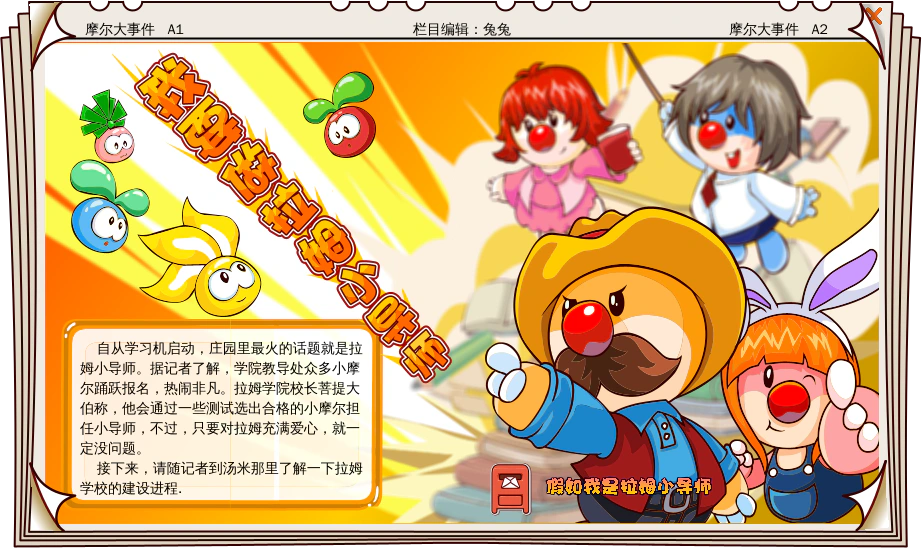 摩尔大事件 A1
栏目编辑：兔兔
摩尔大事件 A2
我要做拉姆小导师
自从学习机启动，庄园里最火的话题就是拉
姆小导师。据记者了解，学院教导处众多小摩
尔踊跃报名，热闹非凡。拉姆学院校长菩提大
伯称，他会通过一些测试选出合格的小摩尔担
任小导师，不过，只要对拉姆充满爱心，就一
定没问题。
接下来，请随记者到汤米那里了解一下拉姆
学校的建设进程.
假如我是拉姆小导师